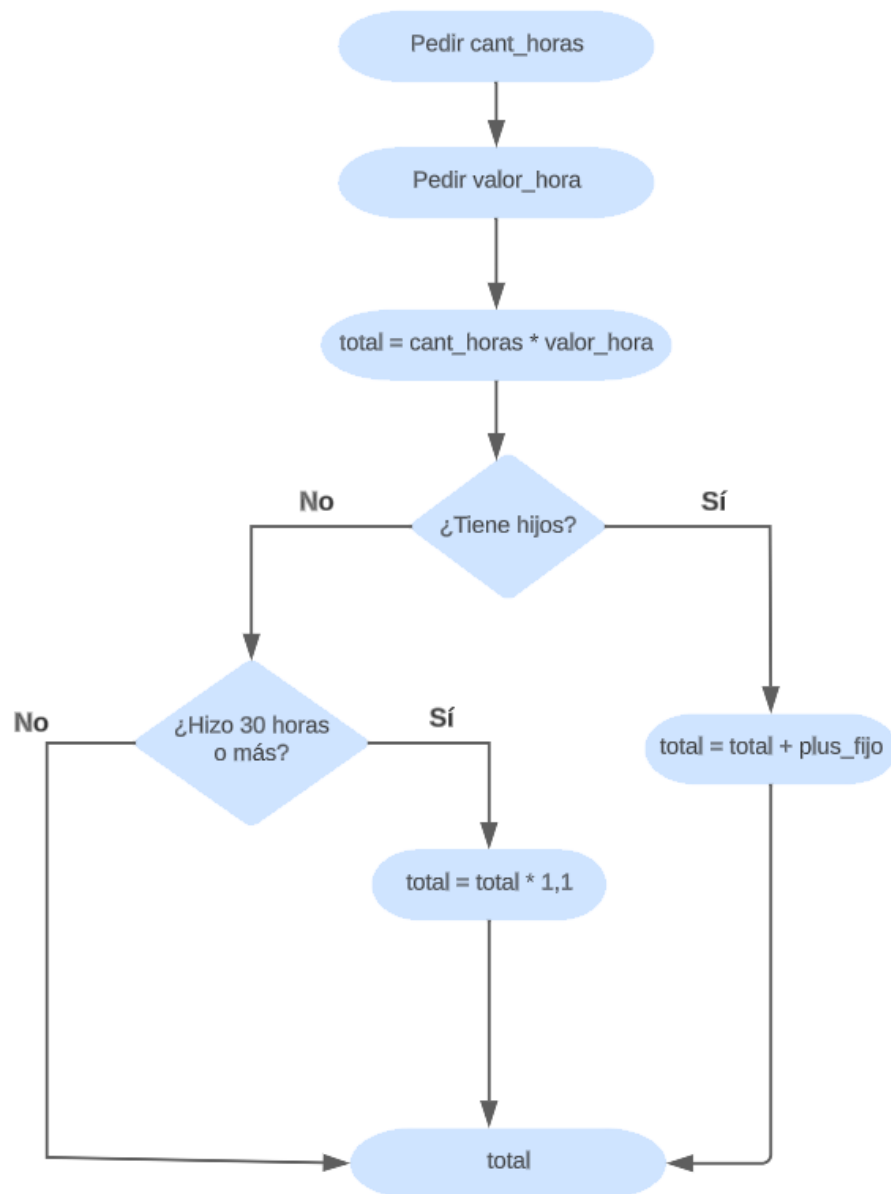 Pedir cant_horas
Pedir valor_hora
total = cant_horas * valor_hora
¿Tiene hijos?
No
Sí
¿Hizo 30 horas
o más?
No
Sí
total = total + plus_fijo
total = total * 1,1
total